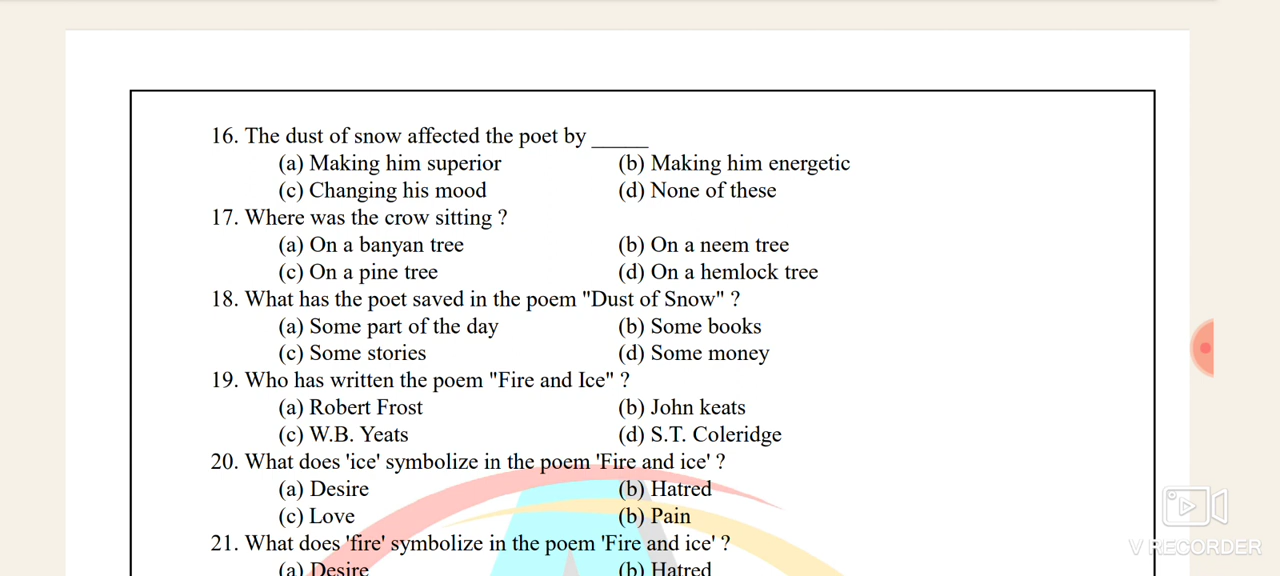 16. The dust of snow affected the poet by _____
(a) Making him superior (b) Making him energetic
(c) Changing his mood (d) None of these
17. Where was the crow sitting ?
(a) On a banyan tree (b) On a neem tree
(c) On a pine tree (d) On a hemlock tree
18. What has the poet saved in the poem "Dust of Snow" ?
(a) Some part of the day (b) Some books
(c) Some stories (d) Some money
19. Who has written the poem "Fire and Ice" ?
(a) Robert Frost (b) John keats
(c) W.B. Yeats (d) S.T. Coleridge
20. What does 'ice' symbolize in the poem 'Fire and ice' ?
(a) Desire (b) Hatred
(c) Love (b) Pain
21. What does 'fire' symbolize in the poem 'Fire and ice' ?
(a) Desire (b) Hatred
V RECORDER